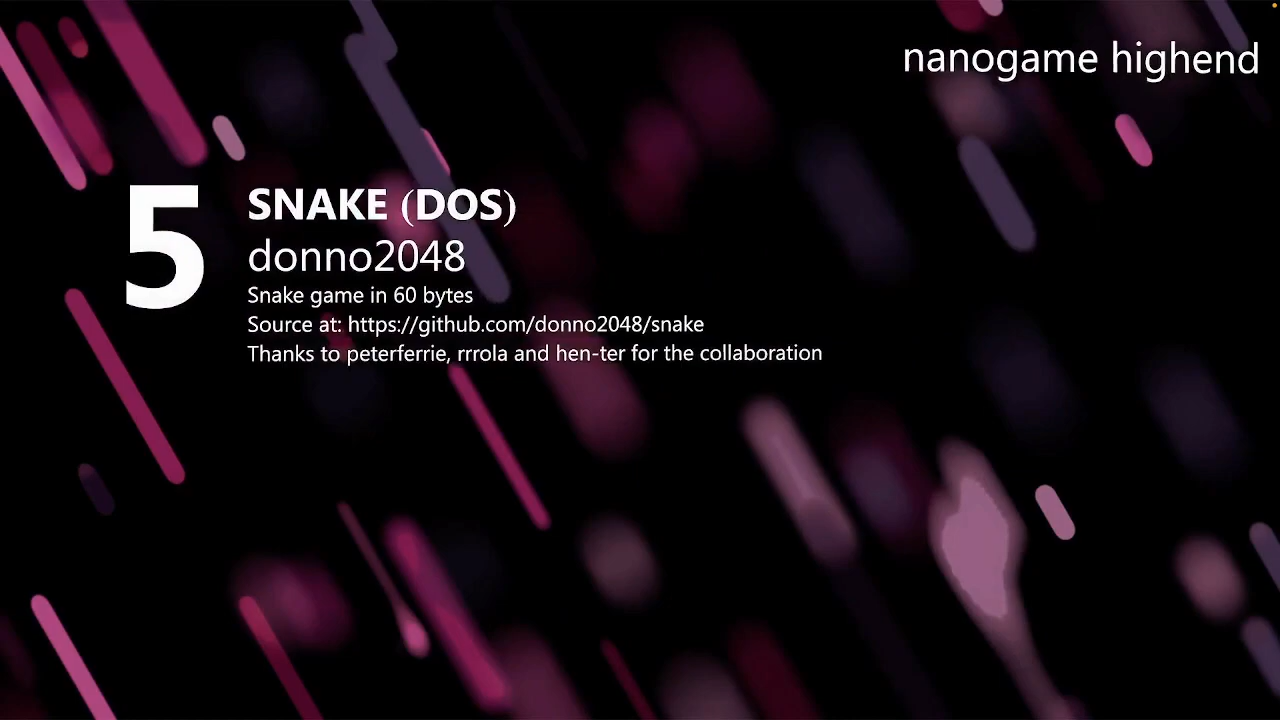 nanogame highend
5
SNAKE (DOS)
donno2048
Snake game in 60 bytes
Source at: https://github.com/donno2048/snake
Thanks to peterferrie, rrrola and hen-ter for the collaboration